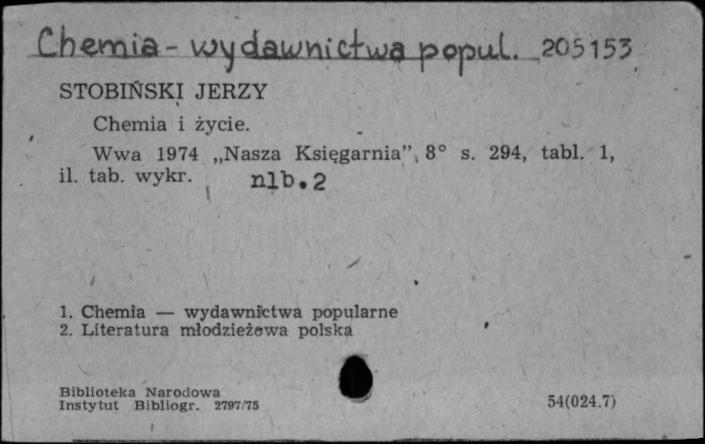 Chemia - wydawnictwa popul. 205153
STOBIŃSKI JERZY
Chemia i życie.
Wwa 1974 „Nasza Księgarnia”, 8° s. 294, tabl. 1,
il. tab. wykr. nlb.2
1. Chemia — wydawnictwa popularne
2. Literatura młodzieżowa polska
Biblioteka Narodowa
Instytut Bibliogr. 2797/75
54(024.7)